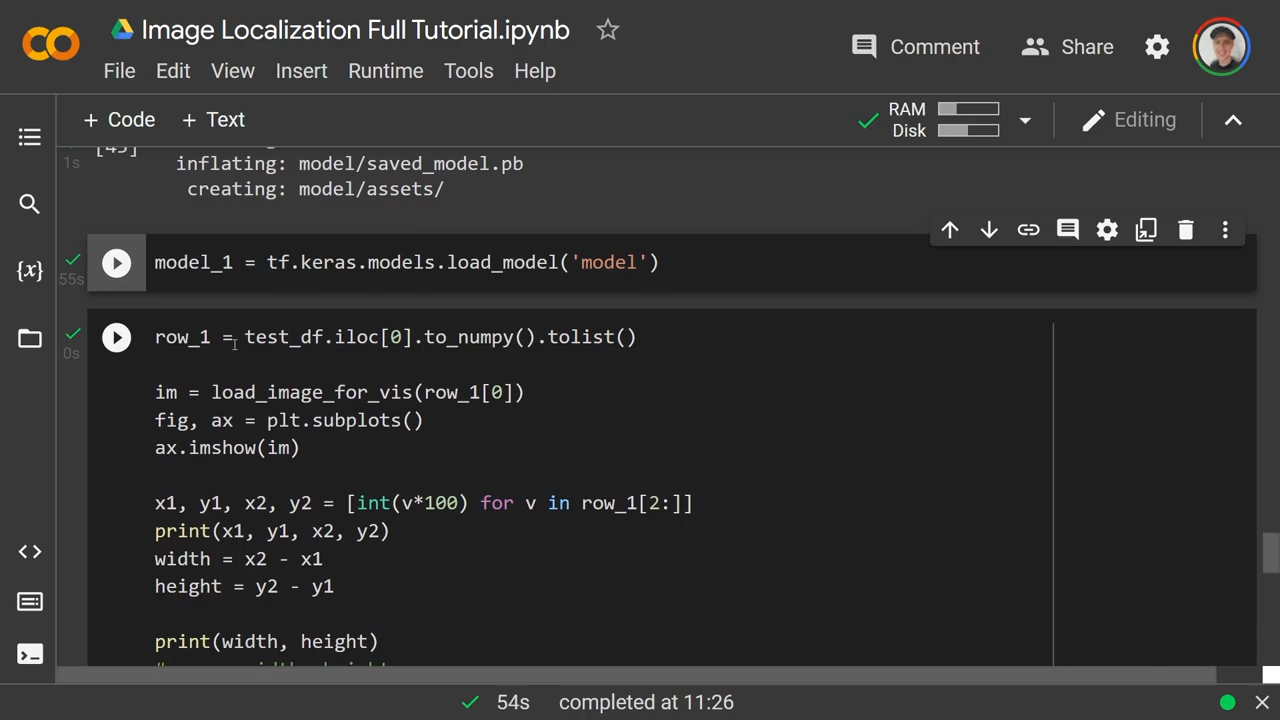 Image Localization Full Tutorial.ipynb
Comment
Share
File Edit View Insert Runtime Tools Help
+ Code + Text
RAM
Disk
Editing
[45]
1s
inflating: model/saved_model.pb
creating: model/assets/
55s
model_1 = tf.keras.models.load_model('model')
0s
row_1 = test_df.iloc[0].to_numpy().tolist()
im = load_image_for_vis(row_1[0])
fig, ax = plt.subplots()
ax.imshow(im)
x1, y1, x2, y2 = [int(v*100) for v in row_1[2:]]
print(x1, y1, x2, y2)
width = x2 - x1
height = y2 - y1
print(width, height)
54s completed at 11:26